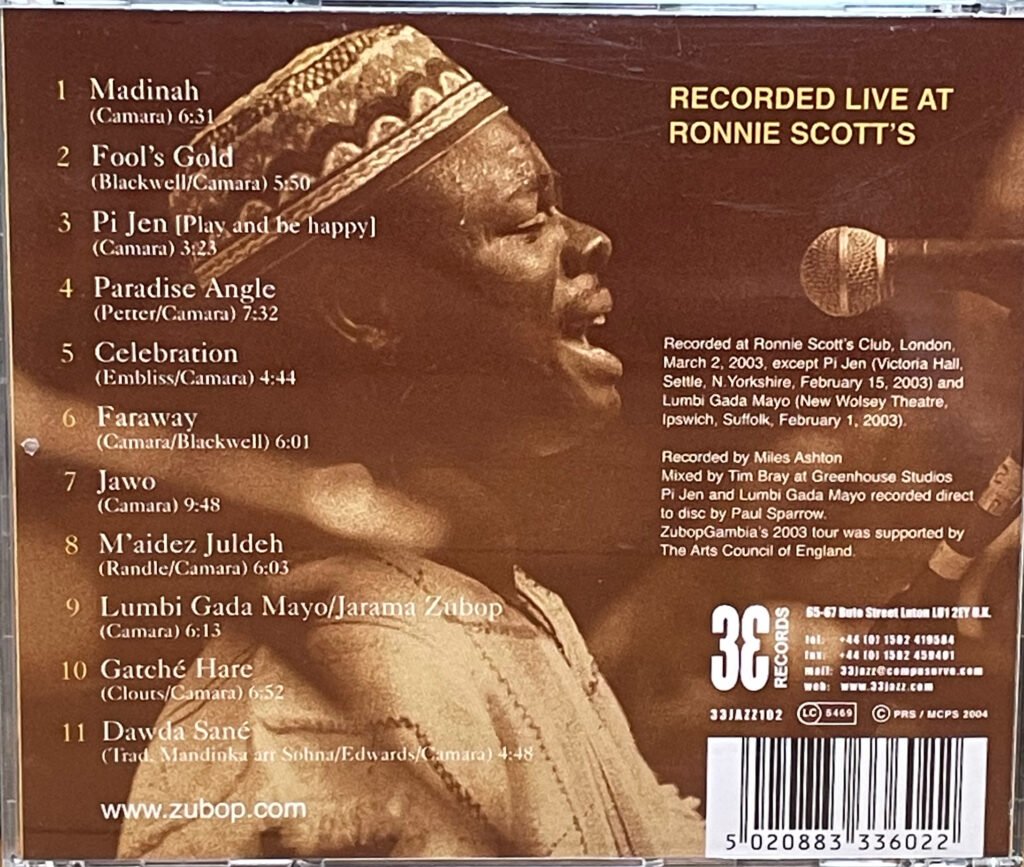 1 Madinah
(Camara) 6:31
2 Fool's Gold
(Blackwell/Camara) 5:50
3 Pi Jen [Play and be happy]
(Camara) 3:23
4 Paradise Angle
(Petter/Camara) 7:32
5 Celebration
(Embliss/Camara) 4:44
6 Faraway
(Camara/Blackwell) 6:01
7 Jawo
(Camara) 9:48
8 M'aidez Juldeh
(Randle/Camara) 6:03
9 Lumbi Gada Mayo/Jarama Zubop
(Camara) 6:13
10 Gatché Hare
(Clouts/Camara) 6:52
11 Dawda Sané
(Trad. Mandinka arr Sohna/Edwards/Camara) 4:48
www.zubop.com
RECORDED LIVE AT
RONNIE SCOTT'S
Recorded at Ronnie Scott's Club, London,
March 2, 2003, except Pi Jen (Victoria Hall,
Settle, N.Yorkshire, February 15, 2003) and
Lumbi Gada Mayo (New Wolsey Theatre,
Ipswich, Suffolk, February 1, 2003).
Recorded by Miles Ashton
Mixed by Tim Bray at Greenhouse Studios
Pi Jen and Lumbi Gada Mayo recorded direct
to disc by Paul Sparrow.
ZubopGambia's 2003 tour was supported by
The Arts Council of England.
33 RECORDS
65-67 Bute Street Luton LU1 2EY U.K.
tel: +44 (0) 1582 419584
fax: +44 (0) 1582 459401
mail: 33jazz@compuserve.com
web: www.33jazz.com
33JAZZ102 LC 5469 © PRS / MCPS 2004
5 020883 336022